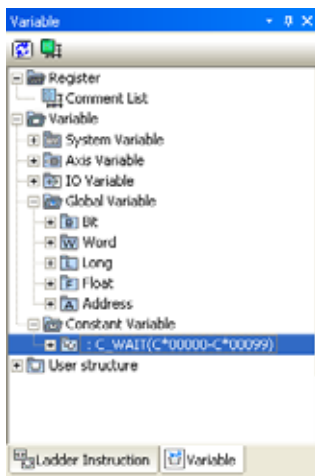 Variable
Register
Comment List
Variable
System Variable
Axis Variable
IO Variable
Global Variable
B Bit
W Word
L Long
F Float
A Address
Constant Variable
: C_WAIT(C*00000-C*00099)
User structure
Ladder Instruction
Variable